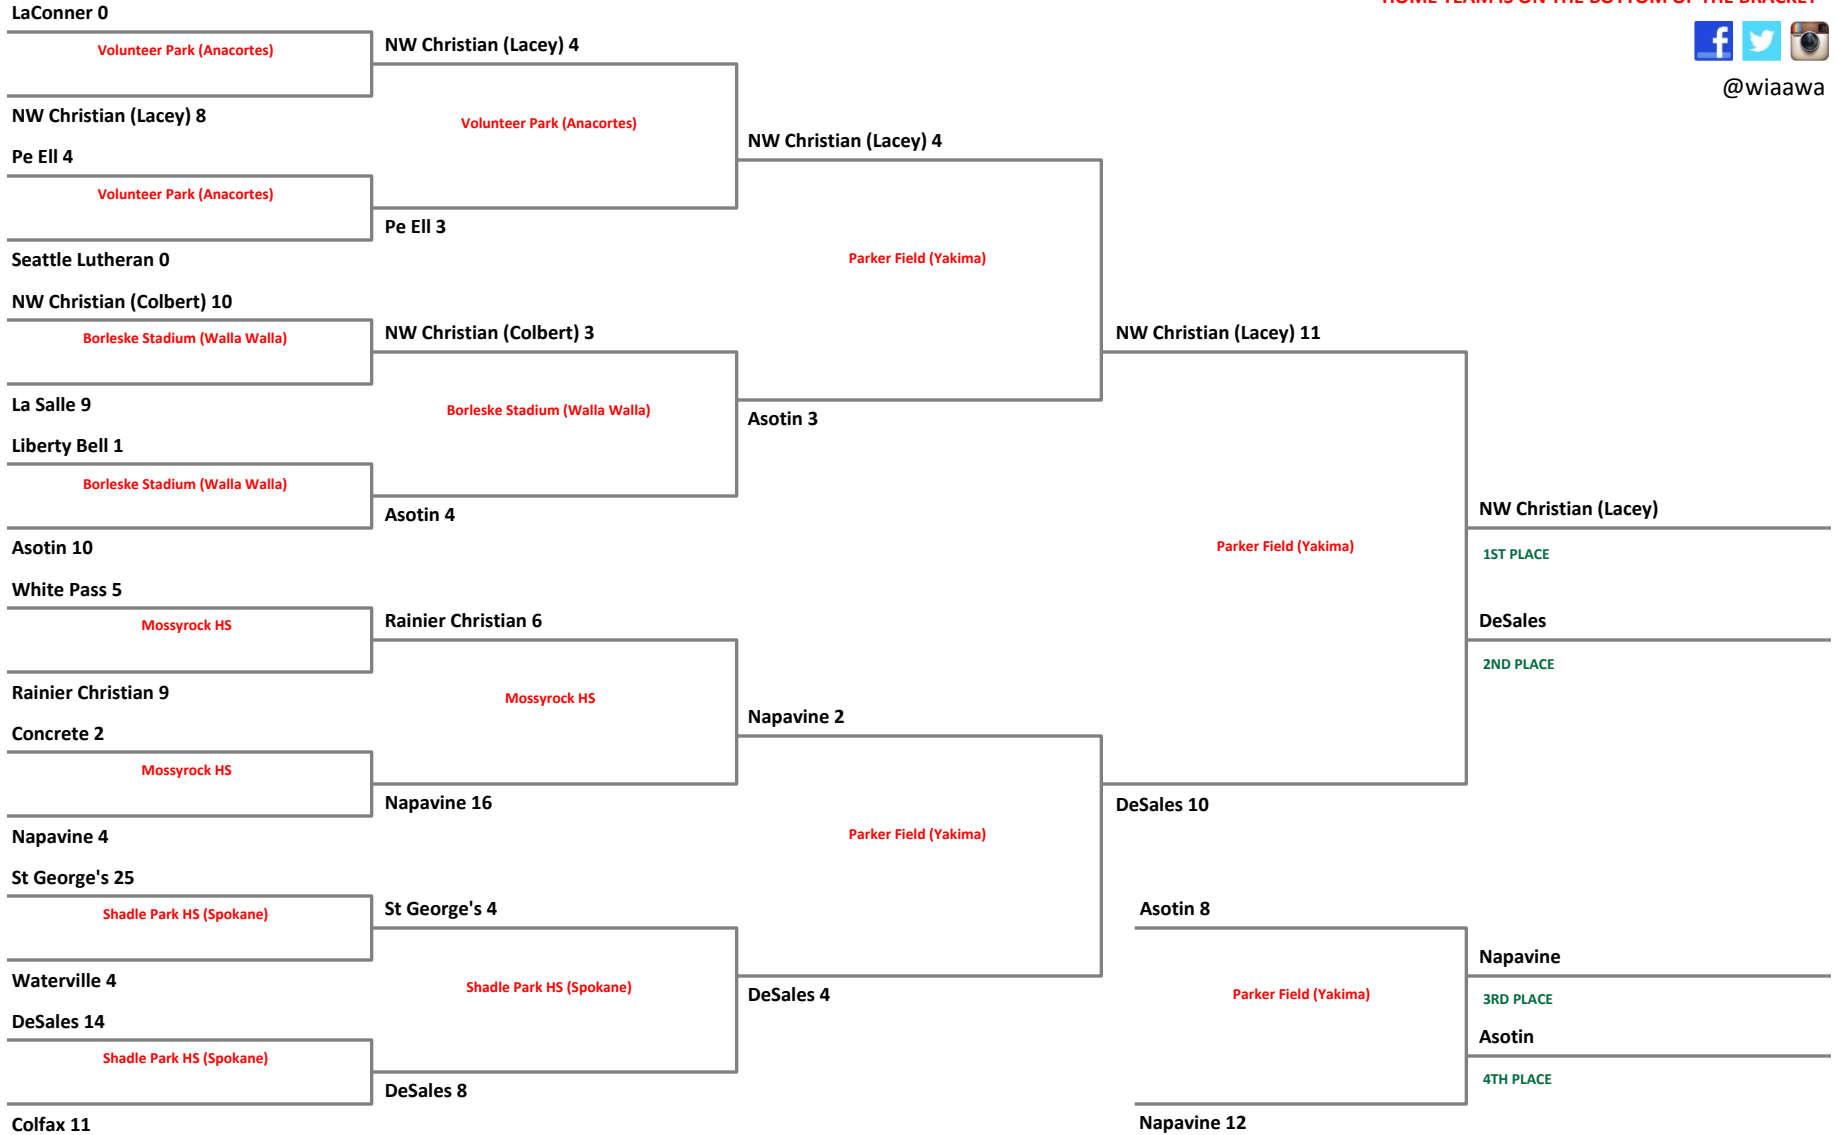 HOME TEAM IS ON THE BOTTOM OF THE BRACKET
@wiaawa
LaConner 0
Volunteer Park (Anacortes)
NW Christian (Lacey) 8
Pe Ell 4
Volunteer Park (Anacortes)
Seattle Lutheran 0
NW Christian (Colbert) 10
Borleske Stadium (Walla Walla)
La Salle 9
Liberty Bell 1
Borleske Stadium (Walla Walla)
Asotin 10
White Pass 5
Mossyrock HS
Rainier Christian 9
Concrete 2
Mossyrock HS
Napavine 4
St George's 25
Shadle Park HS (Spokane)
Waterville 4
DeSales 14
Shadle Park HS (Spokane)
Colfax 11
NW Christian (Lacey) 4
Volunteer Park (Anacortes)
Pe Ell 3
NW Christian (Colbert) 3
Borleske Stadium (Walla Walla)
Asotin 4
Rainier Christian 6
Mossyrock HS
Napavine 16
St George's 4
Shadle Park HS (Spokane)
DeSales 8
NW Christian (Lacey) 4
Parker Field (Yakima)
Asotin 3
Napavine 2
Parker Field (Yakima)
DeSales 4
NW Christian (Lacey) 11
Parker Field (Yakima)
DeSales 10
Asotin 8
Parker Field (Yakima)
Napavine 12
NW Christian (Lacey)
1ST PLACE
DeSales
2ND PLACE
Napavine
3RD PLACE
Asotin
4TH PLACE